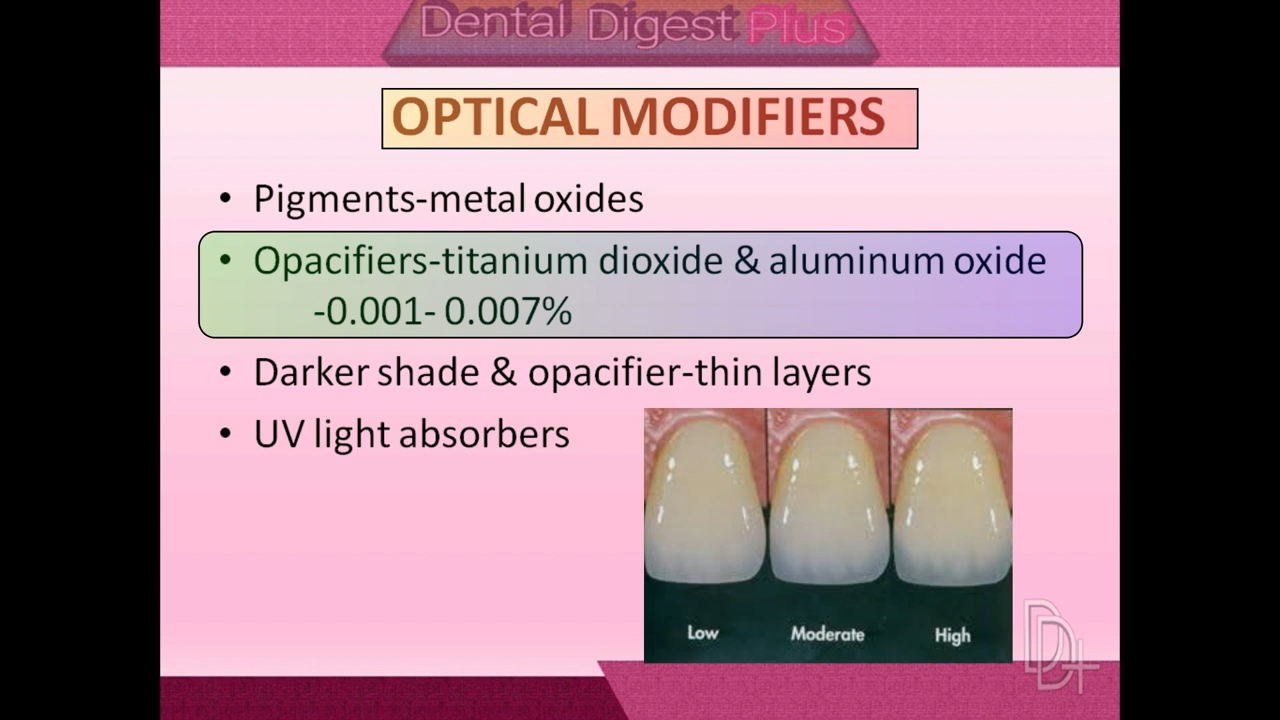 Dental Digest Plus
OPTICAL MODIFIERS
• Pigments-metal oxides
• Opacifiers-titanium dioxide & aluminum oxide
-0.001- 0.007%
• Darker shade & opacifier-thin layers
• UV light absorbers
Low Moderate High
DD+